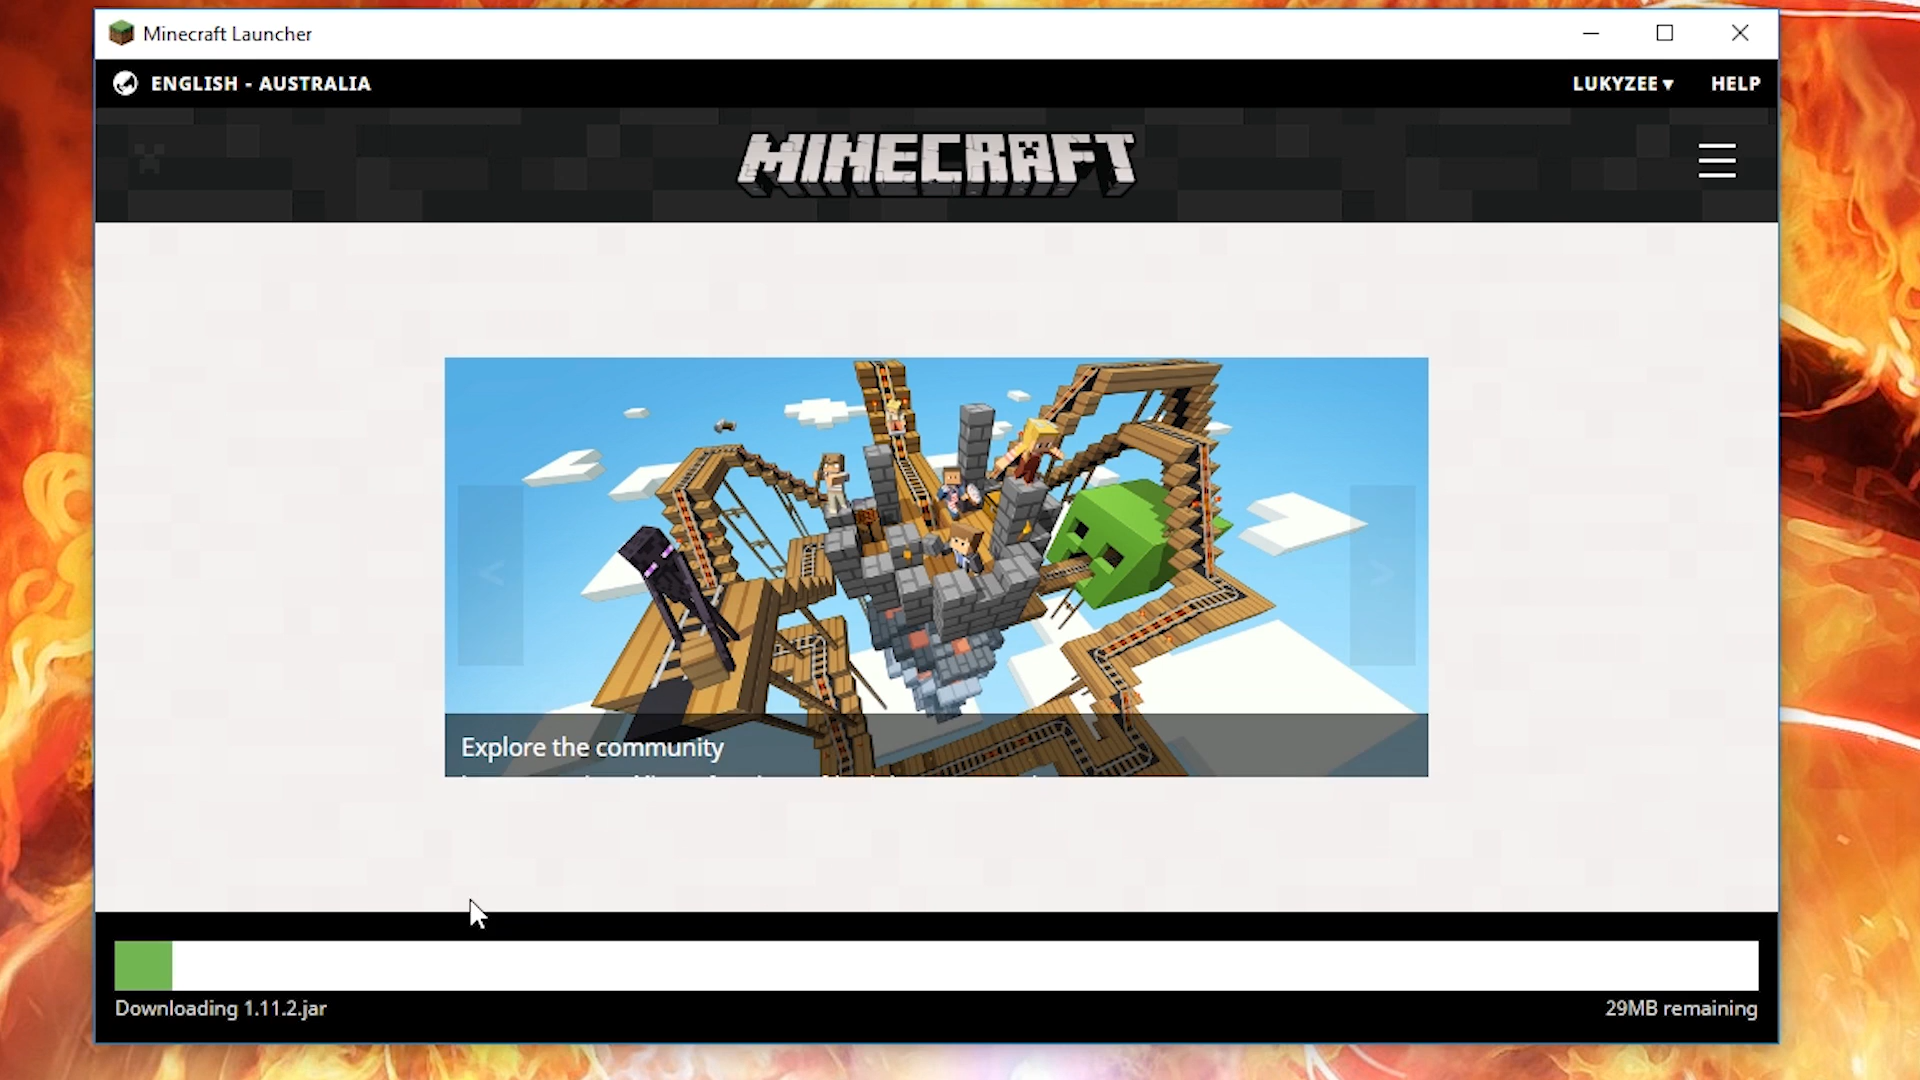 Minecraft Launcher
ENGLISH - AUSTRALIA
LUKYZEE▼ HELP
MINECRAFT
< >
Explore the community
Downloading 1.11.2.jar
29MB remaining